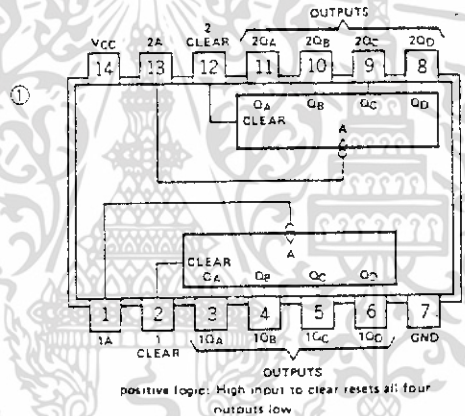 OUTPUTS
VCC 2A 2 CLEAR 2QA 2QB 2QC 2QD
14 13 12 11 10 9 8
①
QA QB QC QD
CLEAR
A
CLEAR
A
QA QB QC QD
1 2 3 4 5 6 7
1A 1 CLEAR 1QA 1QB 1QC 1QD GND
OUTPUTS
positive logic: High input to clear resets all four
outputs low